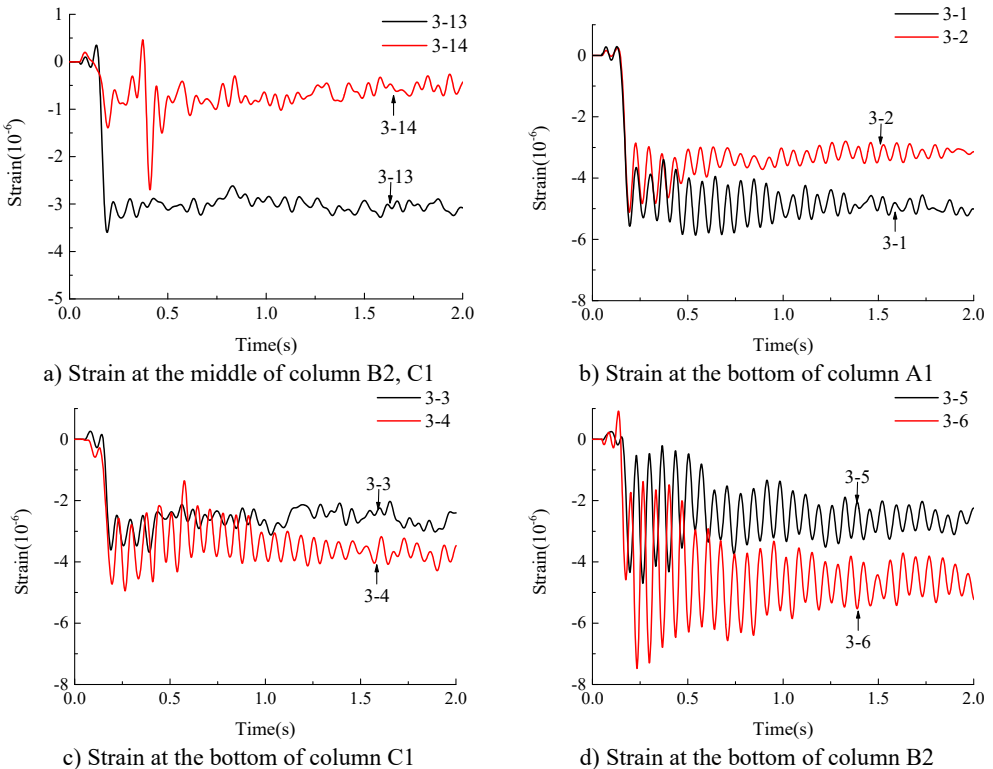 3-13
3-14
Strain(10⁻⁶)
1
0
-1
-2
-3
-4
-5
3-14
3-13
0.0 0.5 1.0 1.5 2.0
Time(s)
a) Strain at the middle of column B2, C1
3-1
3-2
Strain(10⁻⁶)
0
-2
-4
-6
-8
3-2
3-1
0.0 0.5 1.0 1.5 2.0
Time(s)
b) Strain at the bottom of column A1
3-3
3-4
Strain(10⁻⁶)
0
-2
-4
-6
-8
3-3
3-4
0.0 0.5 1.0 1.5 2.0
Time(s)
c) Strain at the bottom of column C1
3-5
3-6
Strain(10⁻⁶)
0
-2
-4
-6
-8
3-5
3-6
0.0 0.5 1.0 1.5 2.0
Time(s)
d) Strain at the bottom of column B2